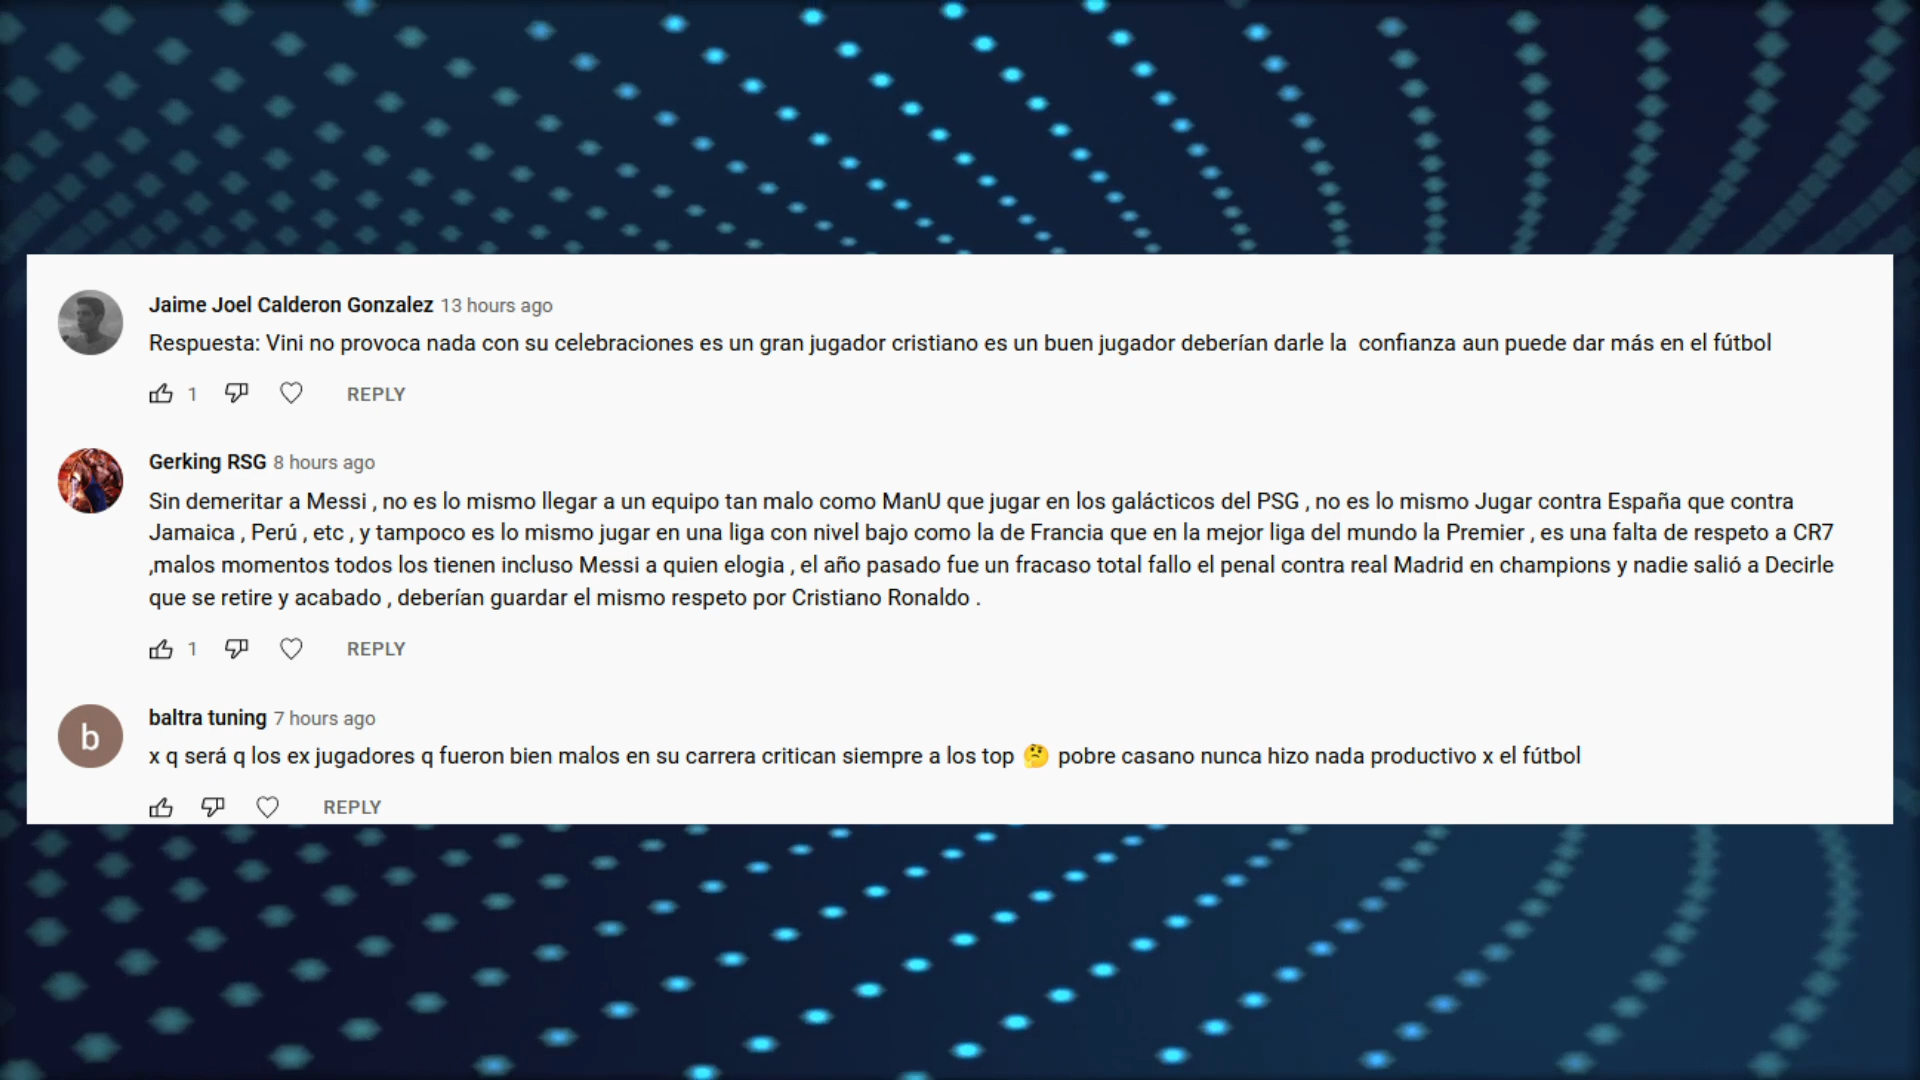 Jaime Joel Calderon Gonzalez 13 hours ago
Respuesta: Vini no provoca nada con su celebraciones es un gran jugador cristiano es un buen jugador deberían darle la  confianza aun puede dar más en el fútbol
1 REPLY
Gerking RSG 8 hours ago
Sin demeritar a Messi , no es lo mismo llegar a un equipo tan malo como ManU que jugar en los galácticos del PSG , no es lo mismo Jugar contra España que contra
Jamaica , Perú , etc , y tampoco es lo mismo jugar en una liga con nivel bajo como la de Francia que en la mejor liga del mundo la Premier , es una falta de respeto a CR7
,malos momentos todos los tienen incluso Messi a quien elogia , el año pasado fue un fracaso total fallo el penal contra real Madrid en champions y nadie salió a Decirle
que se retire y acabado , deberían guardar el mismo respeto por Cristiano Ronaldo .
1 REPLY
b
baltra tuning 7 hours ago
x q será q los ex jugadores q fueron bien malos en su carrera critican siempre a los top 🤔 pobre casano nunca hizo nada productivo x el fútbol
REPLY